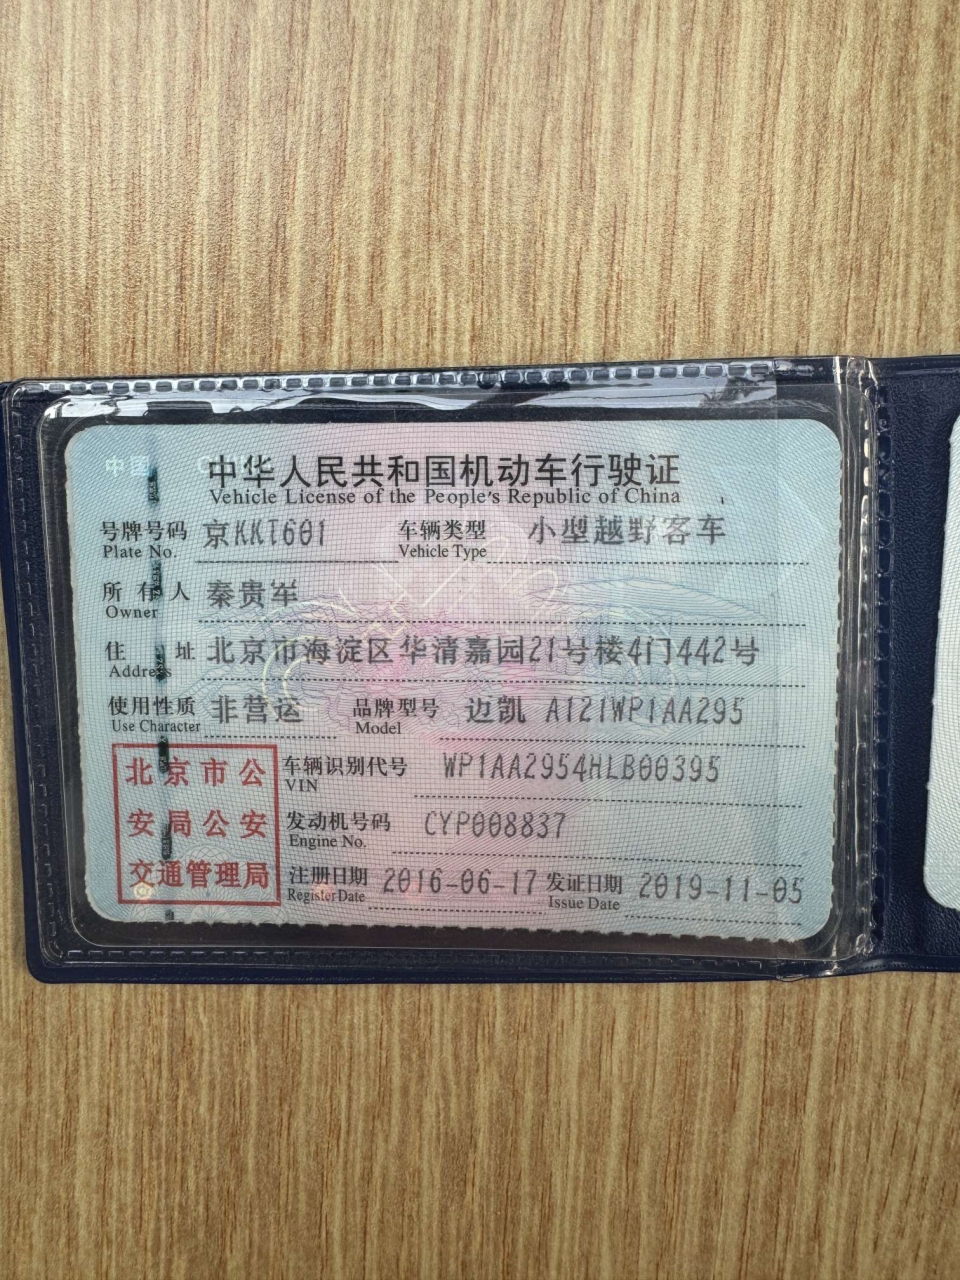 中国
中华人民共和国机动车行驶证
Vehicle License of the People's Republic of China
号牌号码 京KKT601 车辆类型 小型越野客车
Plate No. Vehicle Type
所有人 秦贵军
Owner
住址 北京市海淀区华清嘉园21号楼4门442号
Address
使用性质 非营运 品牌型号 迈凯 A121WP1AA295
Use Character Model
北京市公安局公安交通管理局
车辆识别代号 WP1AA2954HLB00395
VIN
发动机号码 CYP008837
Engine No.
注册日期 2016-06-17 发证日期 2019-11-05
Register Date Issue Date